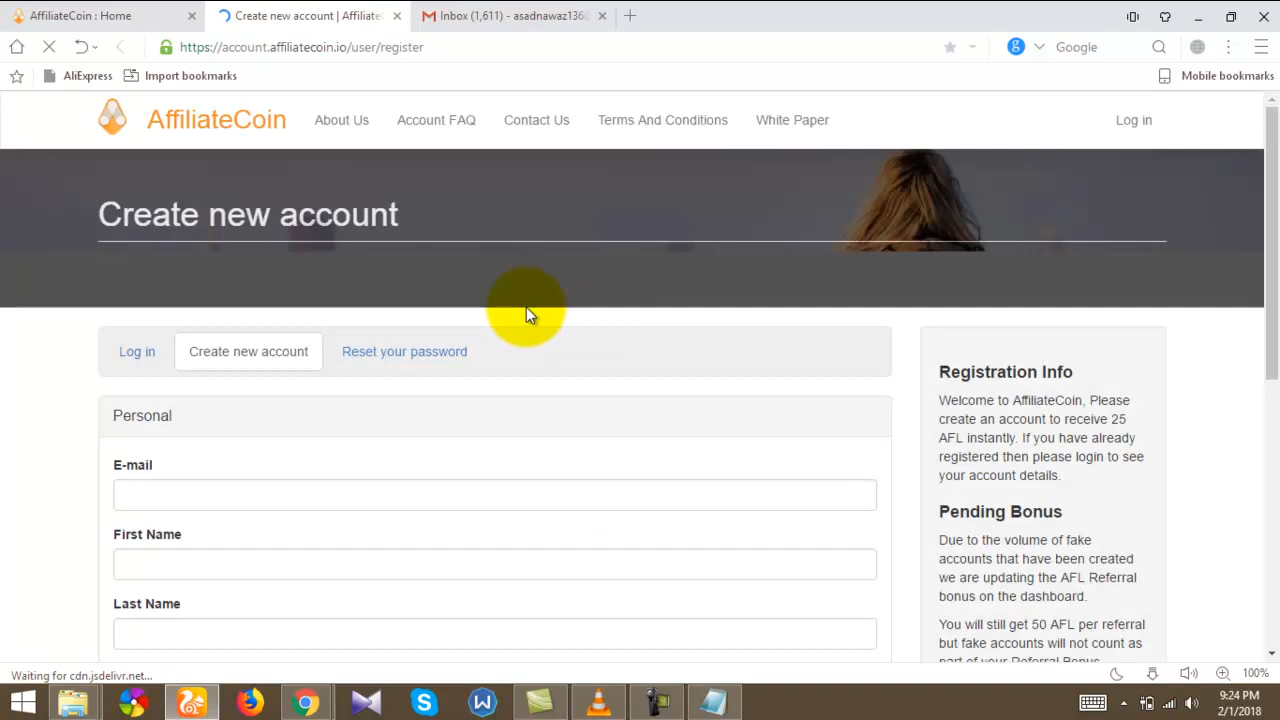 AffiliateCoin : Home
Create new account | Affiliate
Inbox (1,611) - asadnawaz136
https://account.affiliatecoin.io/user/register
Google
AliExpress
Import bookmarks
Mobile bookmarks
AffiliateCoin
About Us
Account FAQ
Contact Us
Terms And Conditions
White Paper
Log in
Create new account
Log in
Create new account
Reset your password
Personal
E-mail
First Name
Last Name
Registration Info
Welcome to AffiliateCoin, Please
create an account to receive 25
AFL instantly. If you have already
registered then please login to see
your account details.
Pending Bonus
Due to the volume of fake
accounts that have been created
we are updating the AFL Referral
bonus on the dashboard.
You will still get 50 AFL per referral
but fake accounts will not count as
part of your Referral Bonus
Waiting for cdn.jsdelivr.net...
100%
9:24 PM
2/1/2018